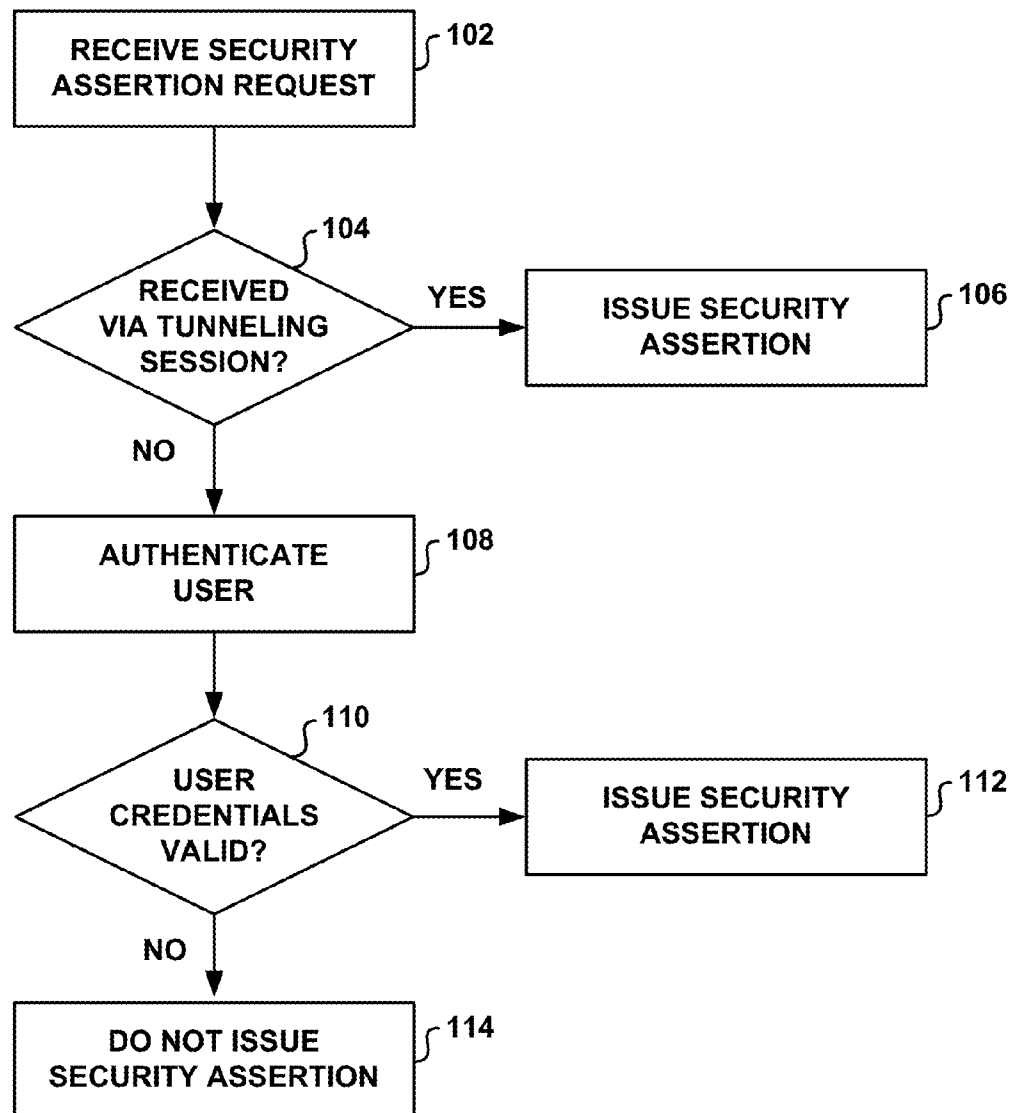 RECEIVE SECURITY
ASSERTION REQUEST
102
104
RECEIVED
VIA TUNNELING
SESSION?
YES
ISSUE SECURITY
ASSERTION
106
NO
AUTHENTICATE
USER
108
110
USER
CREDENTIALS
VALID?
YES
ISSUE SECURITY
ASSERTION
112
NO
DO NOT ISSUE
SECURITY ASSERTION
114